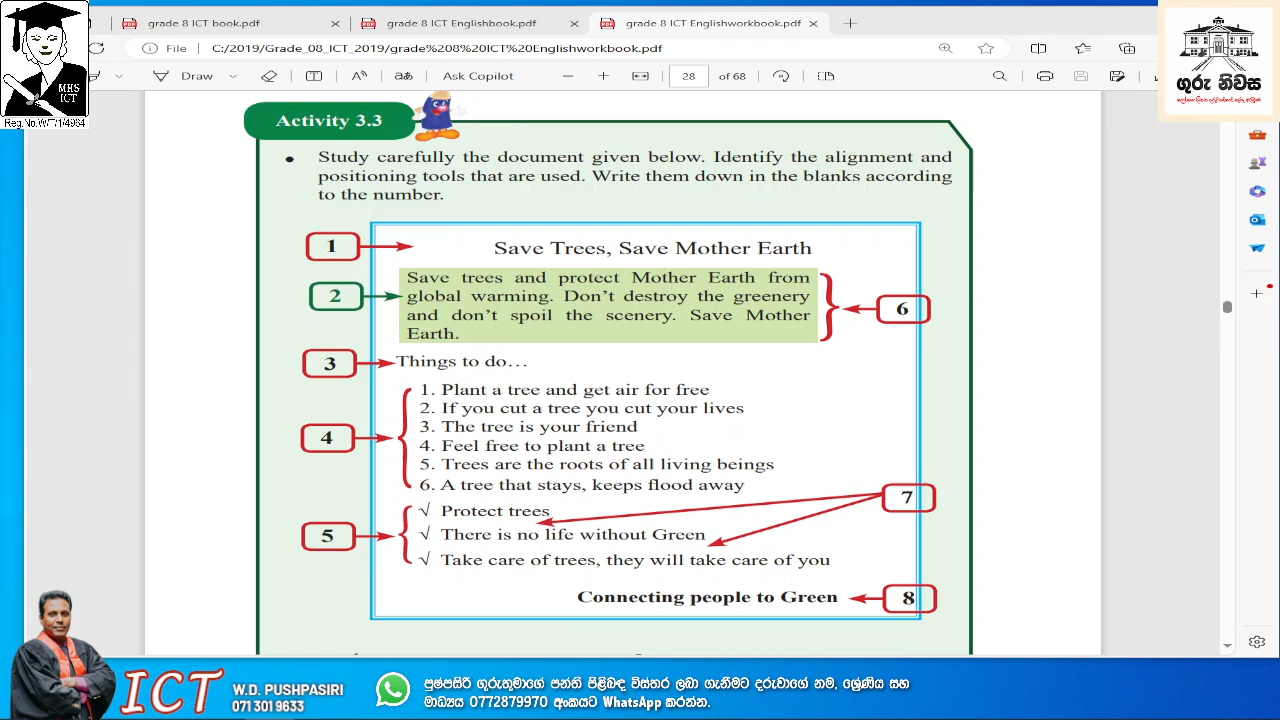 grade 8 ICT book.pdf
grade 8 ICT Englishbook.pdf
grade 8 ICT Englishworkbook.pdf
File
C:/2019/Grade_08_ICT_2019/grade%208%20ICT%20Englishworkbook.pdf
Draw
Ask Copilot
28 of 68
MHS
ICT
Reg.No.W/1/4984
ගුරු නිවස
Activity 3.3
• Study carefully the document given below. Identify the alignment and
positioning tools that are used. Write them down in the blanks according
to the number.
1
Save Trees, Save Mother Earth
2
Save trees and protect Mother Earth from
global warming. Don't destroy the greenery
and don't spoil the scenery. Save Mother
Earth.
6
3
Things to do…
4
1. Plant a tree and get air for free
2. If you cut a tree you cut your lives
3. The tree is your friend
4. Feel free to plant a tree
5. Trees are the roots of all living beings
6. A tree that stays, keeps flood away
7
5
√ Protect trees
√ There is no life without Green
√ Take care of trees, they will take care of you
Connecting people to Green
8
ICT
W.D. PUSHPASIRI
071 301 9633
පුෂ්පසිරි ගුරුතුමාගේ පන්ති පිළිබඳ විස්තර ලබා ගැනීමට දරුවාගේ නම, ශ්‍රේණිය සහ
මාධ්‍යය 0772879970 අංකයට WhatsApp කරන්න.